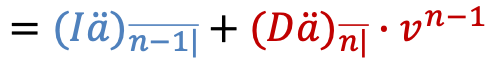 = (Iä)_{\overline{n-1|}} + (Dä)_{\overline{n|}} · v^{n-1}